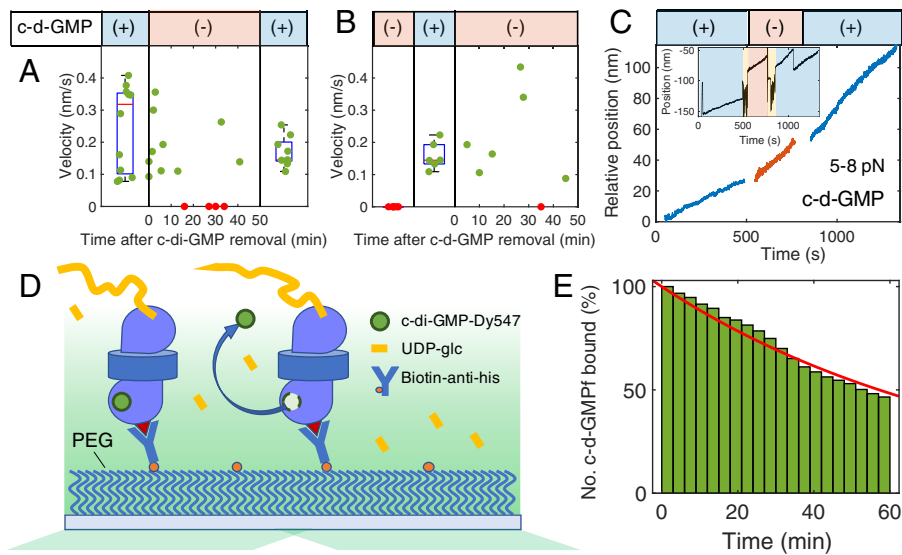 c-d-GMP (+) (-) (+)
A
Velocity (nm/s)
0.4
0.3
0.2
0.1
0
0 10 20 30 40 50
Time after c-di-GMP removal (min)
(-) (+) (-)
B
Velocity (nm/s)
0.4
0.3
0.2
0.1
0
0 10 20 30 40
Time after c-d-GMP removal (min)
C
(+) (-) (+)
Relative position (nm)
100
80
60
40
20
0
0 500 1000
Time (s)
Position (nm)
-50
-100
-150
0 500 1000
Time (s)
5-8 pN
c-d-GMP
D
c-di-GMP-Dy547
UDP-glc
Biotin-anti-his
PEG
E
No. c-d-GMPf bound (%)
100
50
0
0 20 40 60
Time (min)